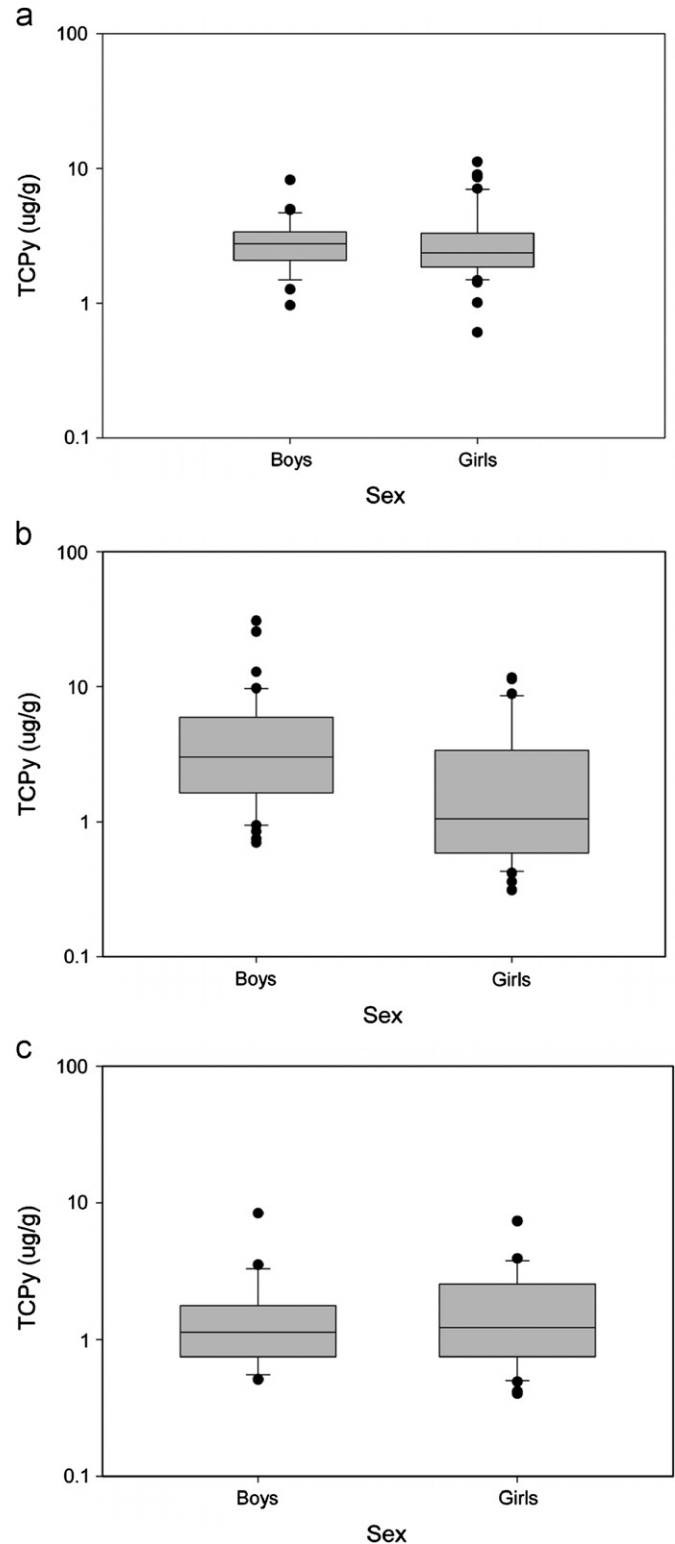 a
100
10
1
0.1
TCPy (ug/g)
Boys
Girls
Sex
b
100
10
1
0.1
TCPy (ug/g)
Boys
Girls
Sex
c
100
10
1
0.1
TCPy (ug/g)
Boys
Girls
Sex